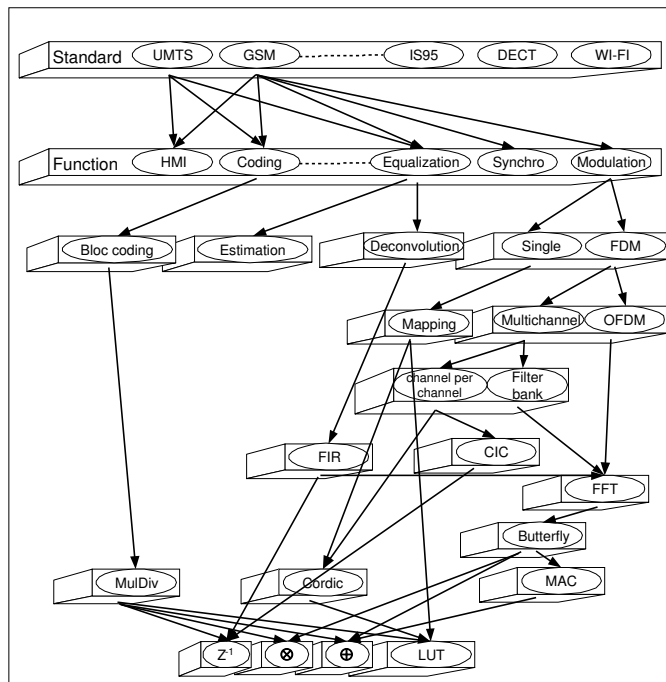 Standard UMTS GSM IS95 DECT WI-FI
Function HMI Coding Equalization Synchro Modulation
Bloc coding Estimation Deconvolution Single FDM
Mapping Multichannel OFDM
channel per channel
Filter bank
FIR CIC
FFT
Butterfly
MulDiv Cordic MAC
Z⁻¹ ⊗ ⊕ LUT